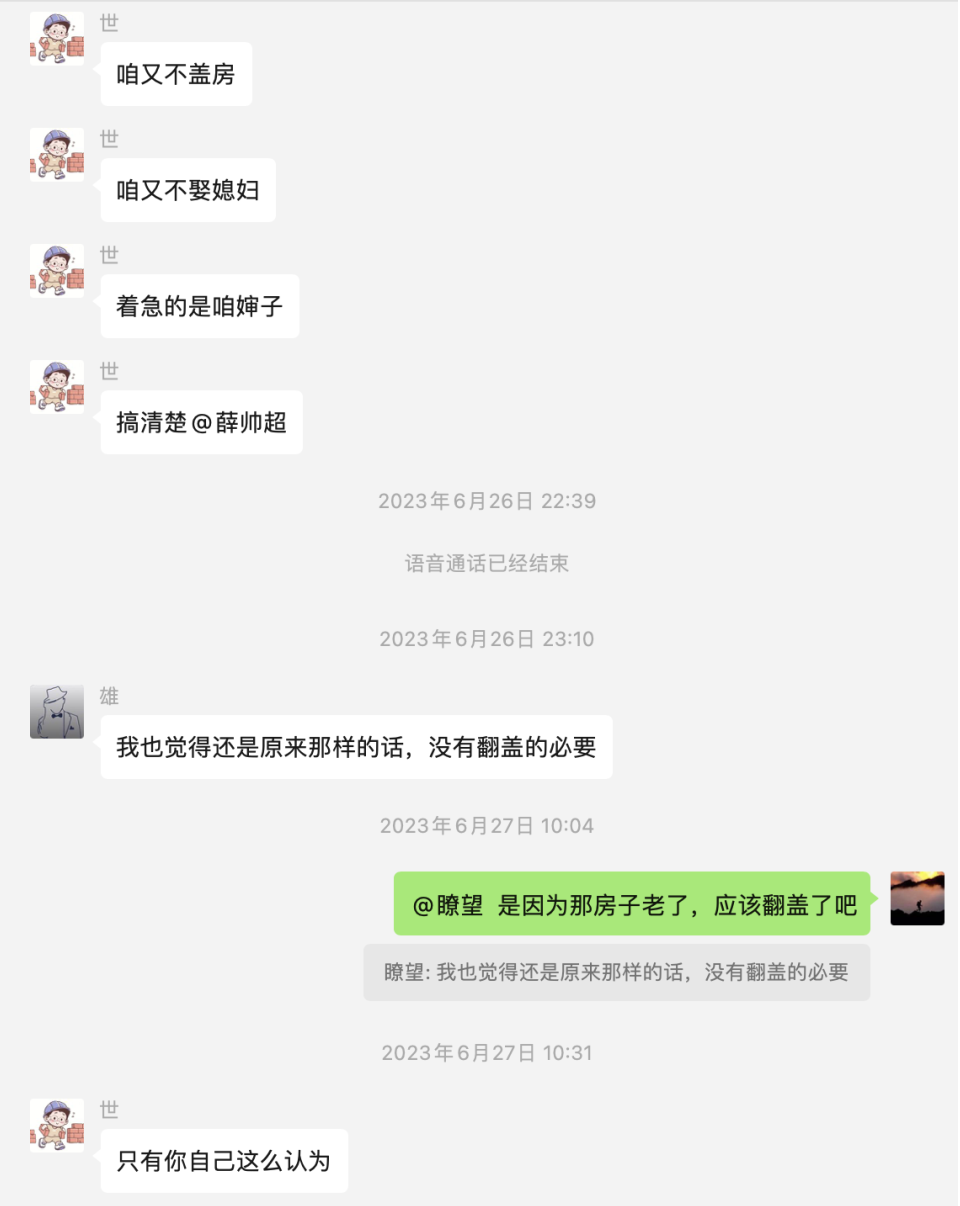 世
咱又不盖房
世
咱又不娶媳妇
世
着急的是咱婶子
世
搞清楚@薛帅超
2023年6月26日 22:39
语音通话已经结束
2023年6月26日 23:10
雄
我也觉得还是原来那样的话，没有翻盖的必要
2023年6月27日 10:04
@瞭望 是因为那房子老了，应该翻盖了吧
瞭望: 我也觉得还是原来那样的话，没有翻盖的必要
2023年6月27日 10:31
世
只有你自己这么认为